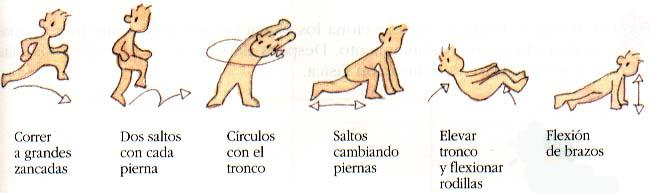 Correr
a grandes
zancadas
Dos saltos
con cada
pierna
Círculos
con el
tronco
Saltos
cambiando
piernas
Elevar
tronco
y flexionar
rodillas
Flexión
de brazos